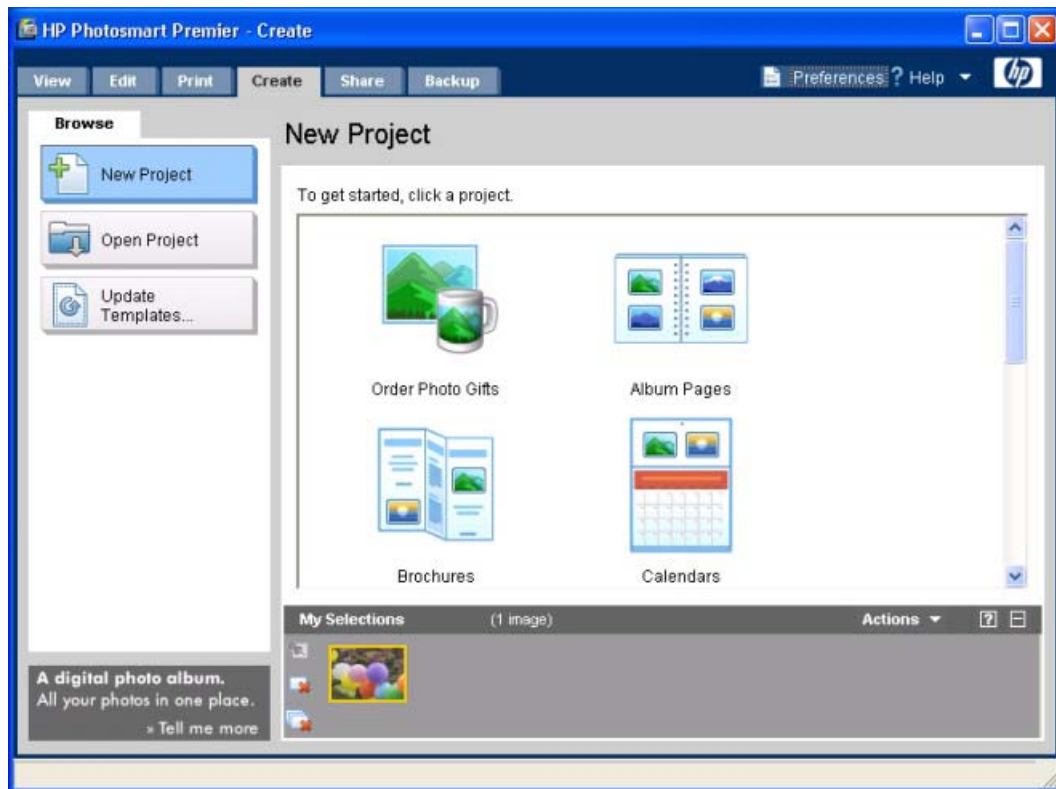 HP Photosmart Premier - Create
View Edit Print Create Share Backup Preferences ? Help hp
Browse
New Project
Open Project
Update
Templates...
New Project
To get started, click a project.
Order Photo Gifts
Album Pages
Brochures
Calendars
My Selections (1 image) Actions ?
A digital photo album.
All your photos in one place.
» Tell me more